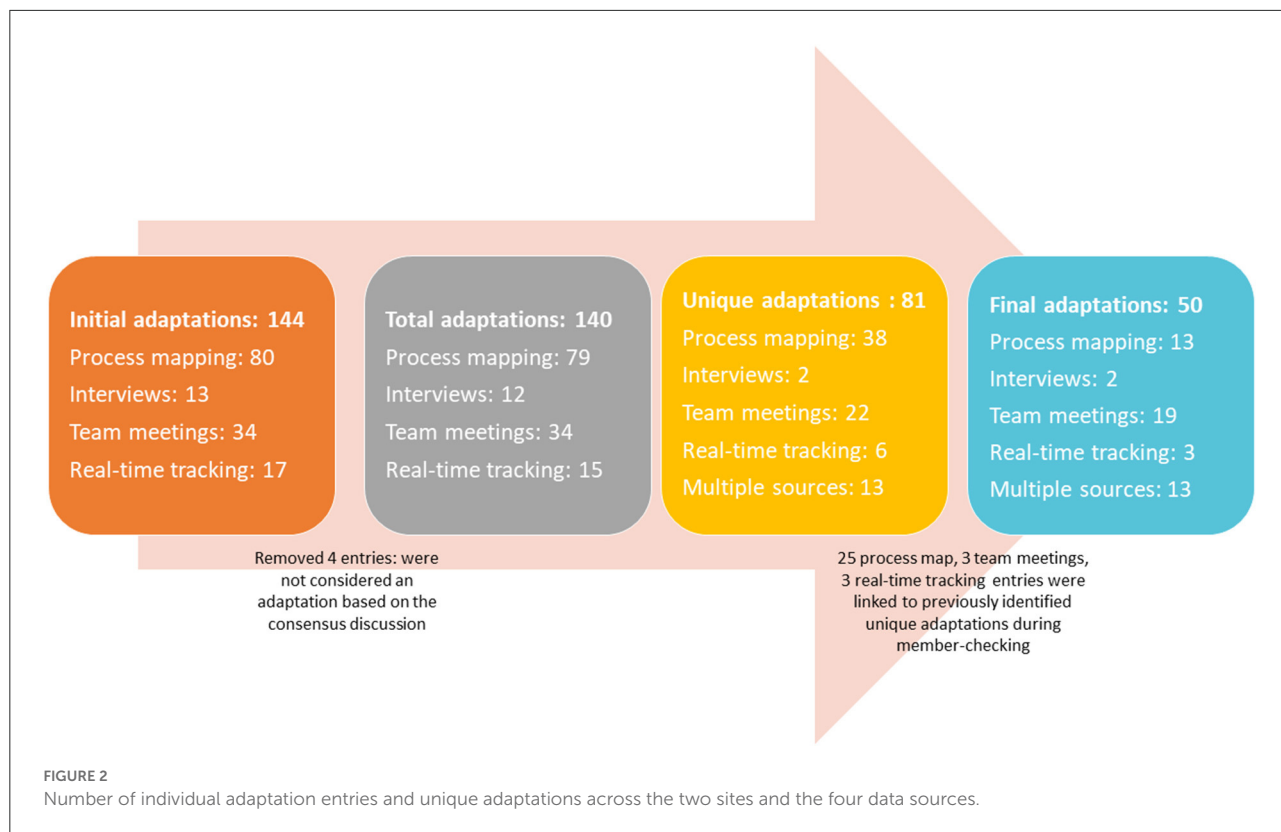 Initial adaptations: 144
Process mapping: 80
Interviews: 13
Team meetings: 34
Real-time tracking: 17
Total adaptations: 140
Process mapping: 79
Interviews: 12
Team meetings: 34
Real-time tracking: 15
Unique adaptations : 81
Process mapping: 38
Interviews: 2
Team meetings: 22
Real-time tracking: 6
Multiple sources: 13
Final adaptations: 50
Process mapping: 13
Interviews: 2
Team meetings: 19
Real-time tracking: 3
Multiple sources: 13
Removed 4 entries: were
not considered an
adaptation based on the
consensus discussion
25 process map, 3 team meetings,
3 real-time tracking entries were
linked to previously identified
unique adaptations during
member-checking
FIGURE 2
Number of individual adaptation entries and unique adaptations across the two sites and the four data sources.